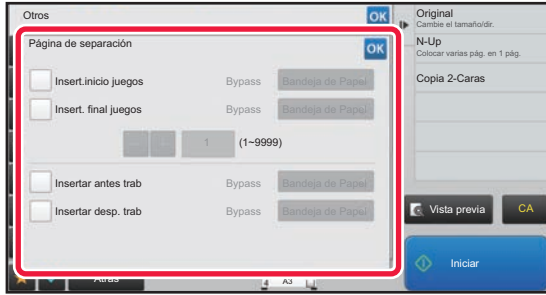 Otros
OK
Página de separación
OK
Insert.inicio juegos Bypass Bandeja de Papel
Insert. final juegos Bypass Bandeja de Papel
1 (1~9999)
Insertar antes trab Bypass Bandeja de Papel
Insertar desp. trab Bypass Bandeja de Papel
Atrás
A3
Original
Cambie el tamaño/dir.
N-Up
Colocar varias pág. en 1 pág.
Copia 2-Caras
Vista previa
CA
Iniciar